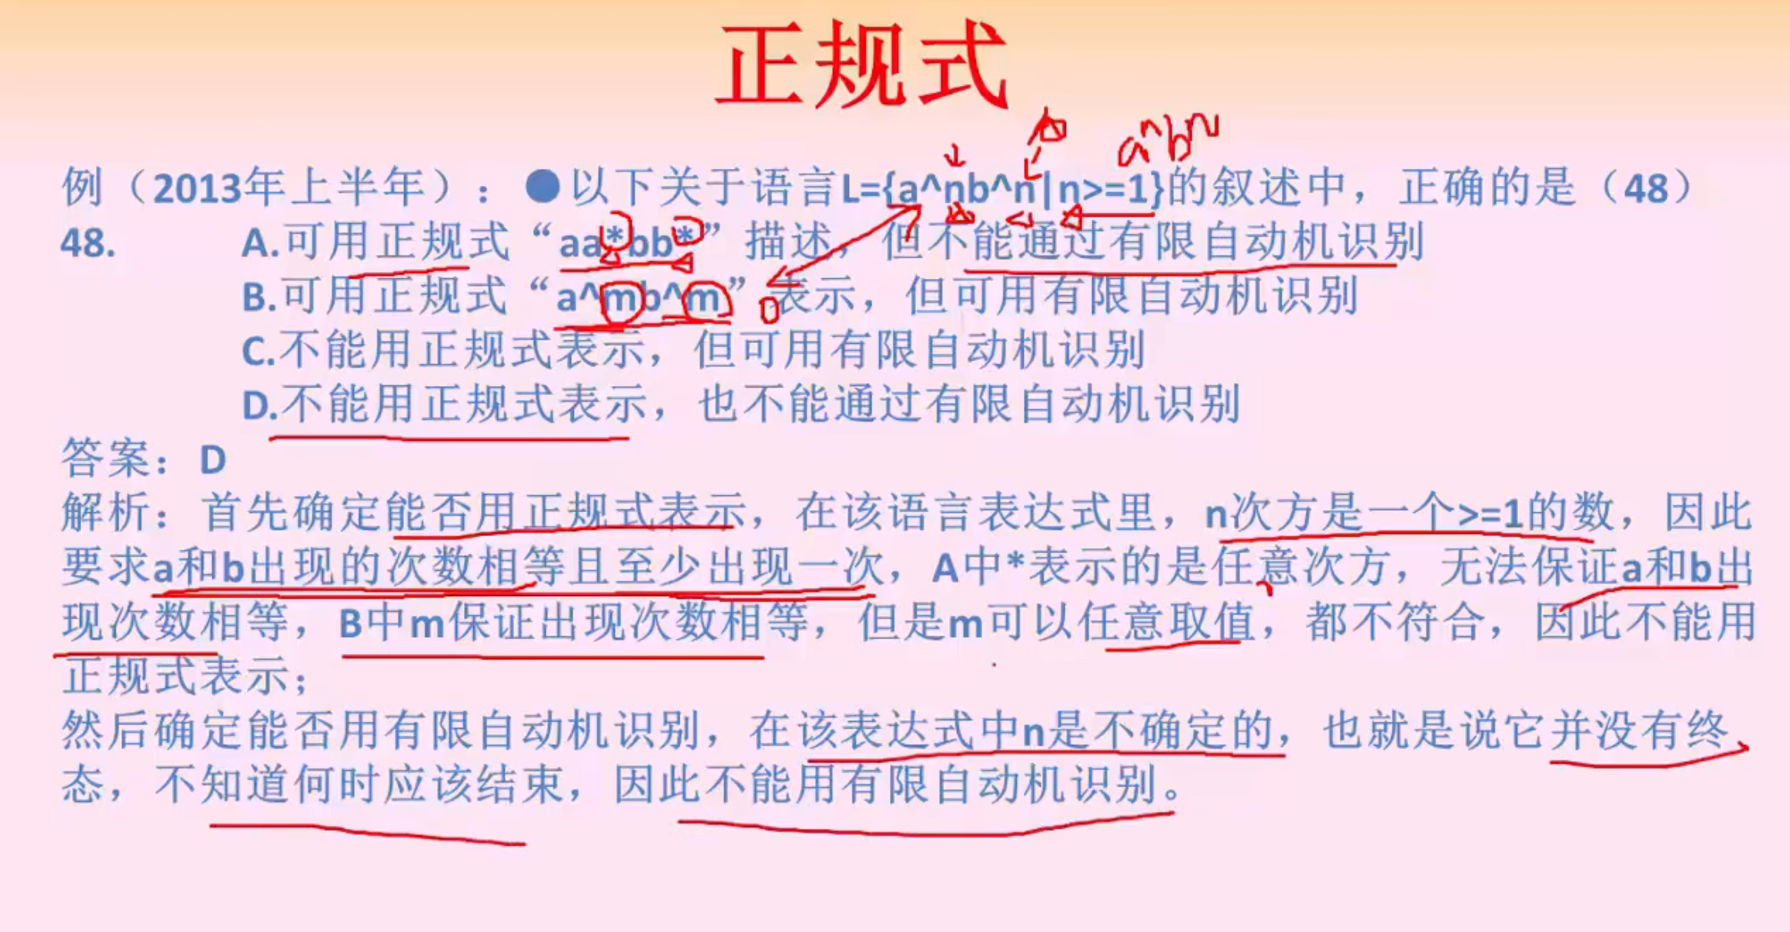 正规式
a^n b^n
例（2013年上半年）：●以下关于语言L={a^nb^n|n>=1}的叙述中，正确的是（48）
48. A.可用正规式“aa*bb*”描述，但不能通过有限自动机识别
B.可用正规式“a^mb^m”表示，但可用有限自动机识别
C.不能用正规式表示，但可用有限自动机识别
D.不能用正规式表示，也不能通过有限自动机识别
答案：D
解析：首先确定能否用正规式表示，在该语言表达式里，n次方是一个>=1的数，因此
要求a和b出现的次数相等且至少出现一次，A中*表示的是任意次方，无法保证a和b出
现次数相等，B中m保证出现次数相等，但是m可以任意取值，都不符合，因此不能用
正规式表示；
然后确定能否用有限自动机识别，在该表达式中n是不确定的，也就是说它并没有终
态，不知道何时应该结束，因此不能用有限自动机识别。